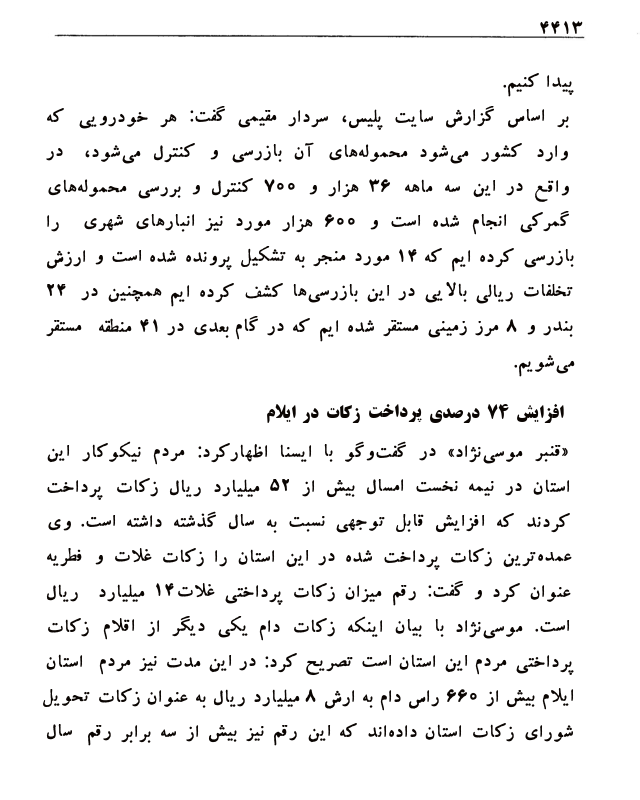 ۴۴۱۳
پیدا کنیم.
بر اساس گزارش سایت پلیس، سردار مقیمی گفت: هر خودرویی که
وارد کشور می‌شود محموله‌های آن بازرسی و کنترل می‌شود، در
واقع در این سه ماهه ۳۶ هزار و ۷۰۰ کنترل و بررسی محموله‌های
گمرکی انجام شده است و ۶۰۰ هزار مورد نیز انبارهای شهری را
بازرسی کرده ایم که ۱۴ مورد منجر به تشکیل پرونده شده است و ارزش
تخلفات ریالی بالایی در این بازرسی‌ها کشف کرده ایم همچنین در ۲۴
بندر و ۸ مرز زمینی مستقر شده ایم که در گام بعدی در ۴۱ منطقه مستقر
می‌شویم.
افزایش ۷۴ درصدی پرداخت زکات در ایلام
«قنبر موسی‌نژاد» در گفت‌وگو با ایسنا اظهارکرد: مردم نیکوکار این
استان در نیمه نخست امسال بیش از ۵۲ میلیارد ریال زکات پرداخت
کردند که افزایش قابل توجهی نسبت به سال گذشته داشته است. وی
عمده‌ترین زکات پرداخت شده در این استان را زکات غلات و فطریه
عنوان کرد و گفت: رقم میزان زکات پرداختی غلات۱۴ میلیارد ریال
است. موسی‌نژاد با بیان اینکه زکات دام یکی دیگر از اقلام زکات
پرداختی مردم این استان است تصریح کرد: در این مدت نیز مردم استان
ایلام بیش از ۶۶۰ راس دام به ارش ۸ میلیارد ریال به عنوان زکات تحویل
شورای زکات استان داده‌اند که این رقم نیز بیش از سه برابر رقم سال